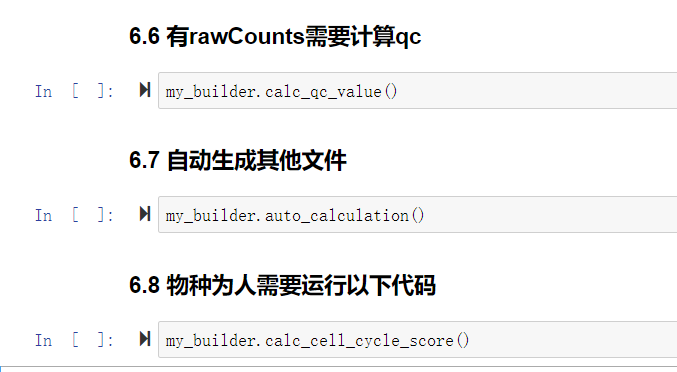 6.6 有rawCounts需要计算qc
In [ ]: my_builder.calc_qc_value()
6.7 自动生成其他文件
In [ ]: my_builder.auto_calculation()
6.8 物种为人需要运行以下代码
In [ ]: my_builder.calc_cell_cycle_score()